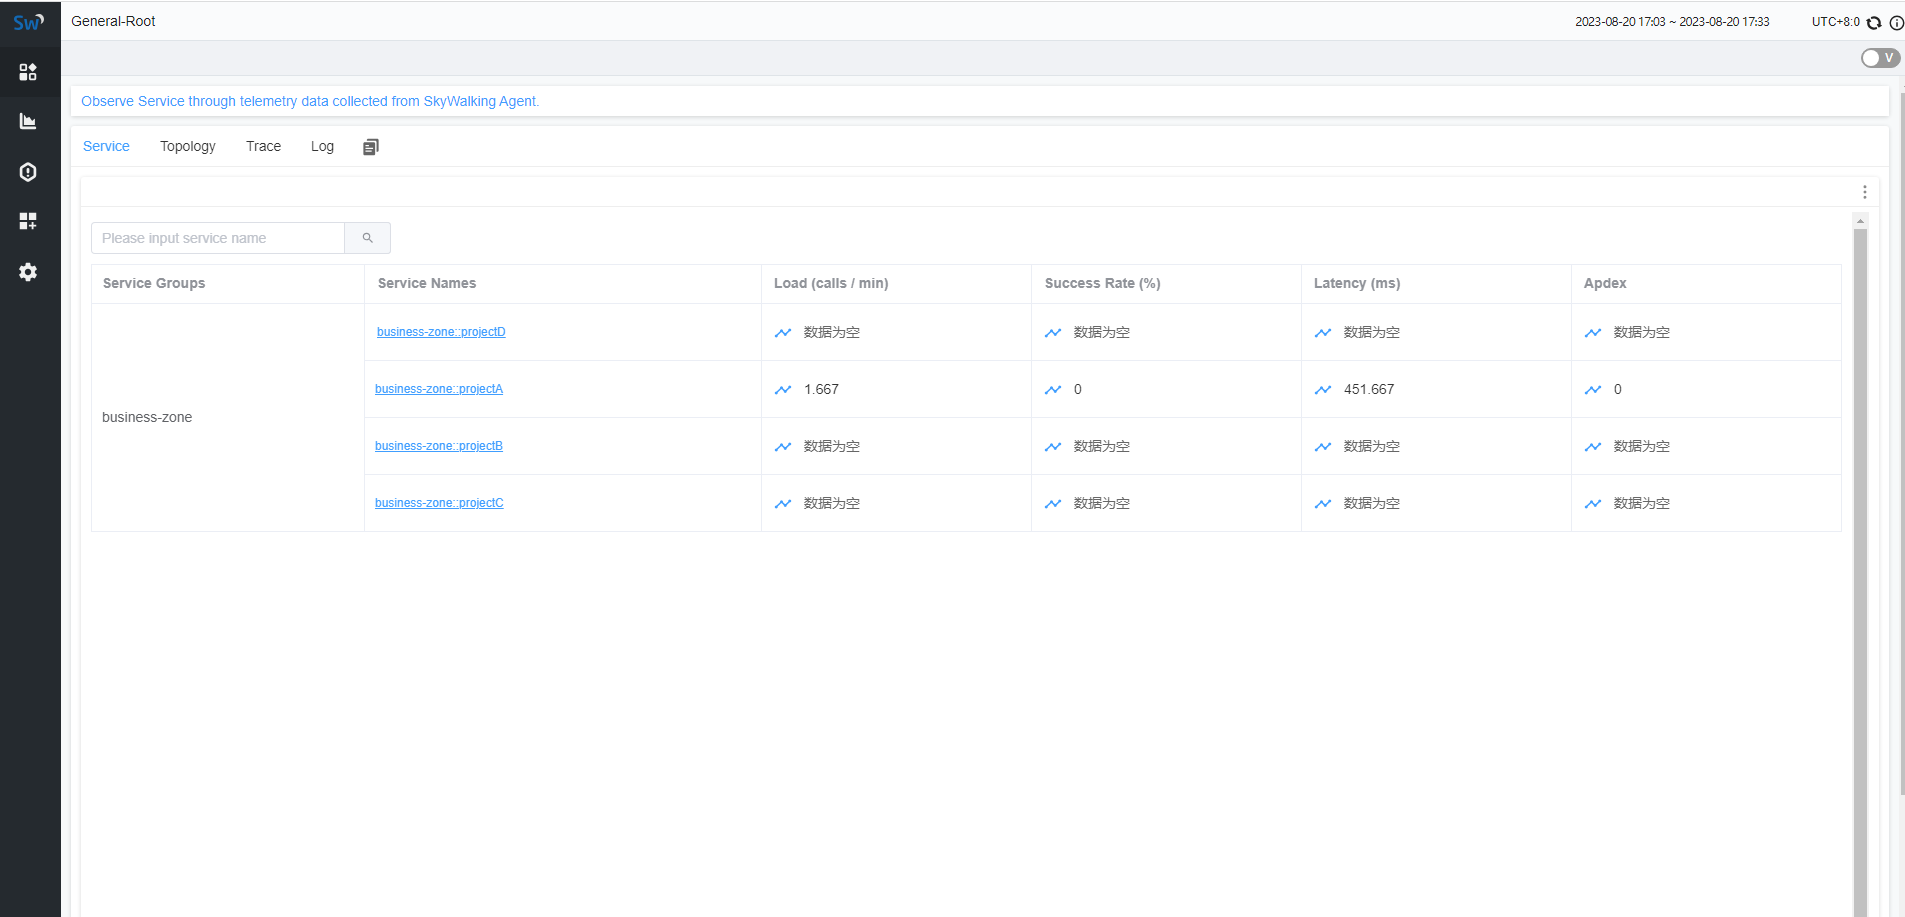 Sw
General-Root
2023-08-20 17:03 ~ 2023-08-20 17:33
UTC+8:0
V
Observe Service through telemetry data collected from SkyWalking Agent.
Service Topology Trace Log
Please input service name
Service Groups Service Names Load (calls / min) Success Rate (%) Latency (ms) Apdex
business-zone::projectD 数据为空 数据为空 数据为空 数据为空
business-zone::projectA 1.667 0 451.667 0
business-zone
business-zone::projectB 数据为空 数据为空 数据为空 数据为空
business-zone::projectC 数据为空 数据为空 数据为空 数据为空